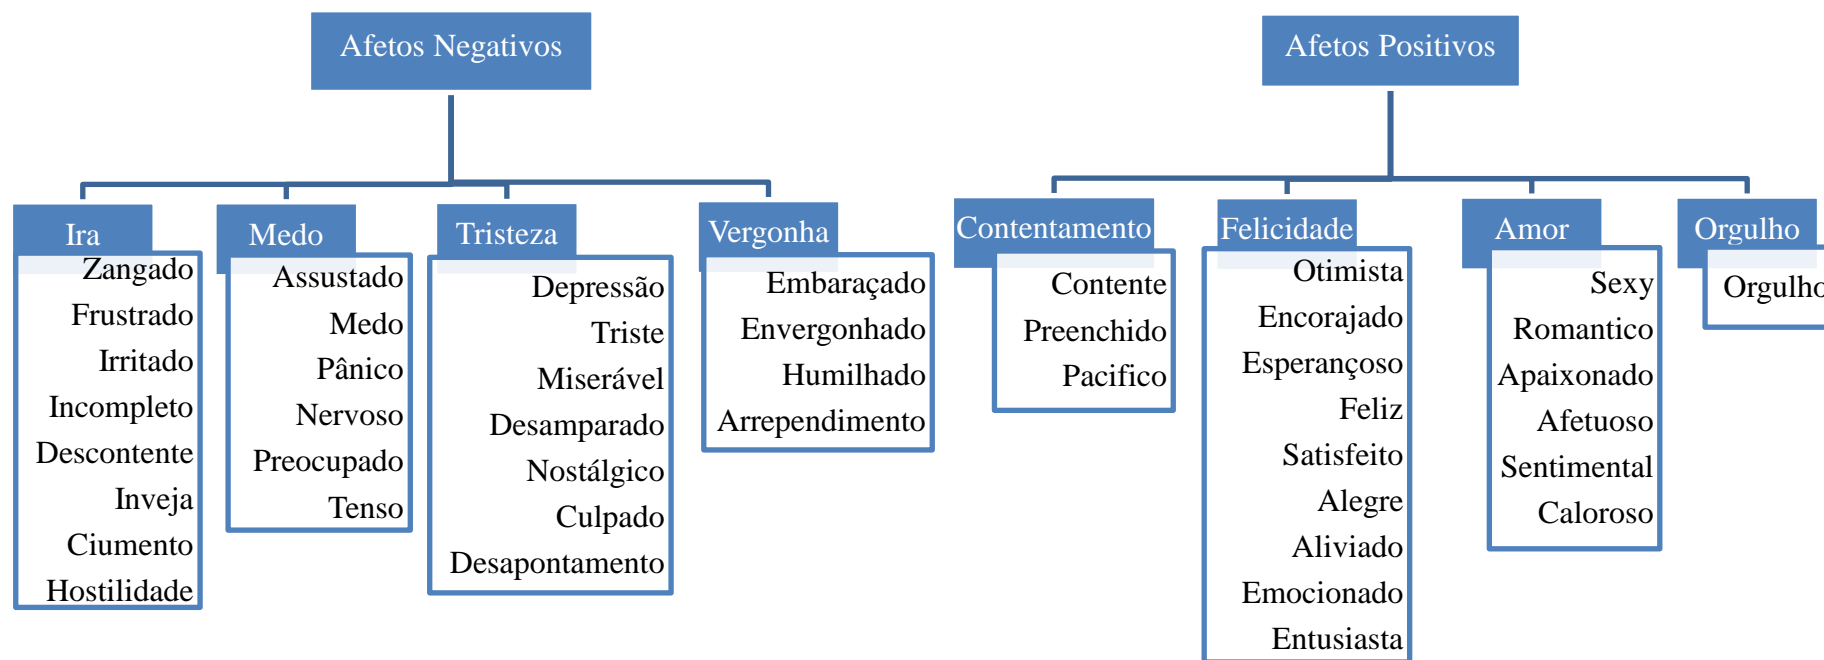 Afetos Negativos
Ira
Zangado
Frustrado
Irritado
Incompleto
Descontente
Inveja
Ciumento
Hostilidade
Medo
Assustado
Medo
Pânico
Nervoso
Preocupado
Tenso
Tristeza
Depressão
Triste
Miserável
Desamparado
Nostálgico
Culpado
Desapontamento
Vergonha
Embaraçado
Envergonhado
Humilhado
Arrependimento
Afetos Positivos
Contentamento
Contente
Preenchido
Pacifico
Felicidade
Otimista
Encorajado
Esperançoso
Feliz
Satisfeito
Alegre
Aliviado
Emocionado
Entusiasta
Amor
Sexy
Romantico
Apaixonado
Afetuoso
Sentimental
Caloroso
Orgulho
Orgulho